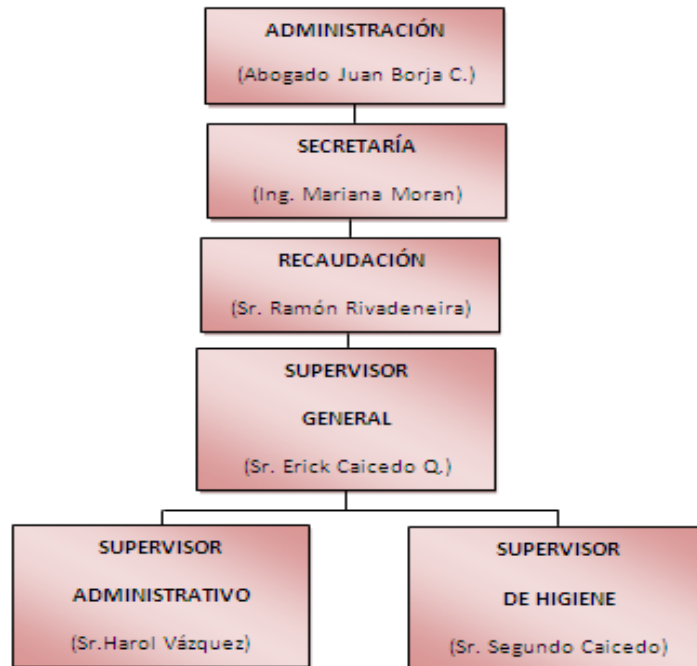 ADMINISTRACIÓN
(Abogado Juan Borja C.)
SECRETARÍA
(Ing. Mariana Moran)
RECAUDACIÓN
(Sr. Ramón Rivadeneira)
SUPERVISOR
GENERAL
(Sr. Erick Caicedo Q.)
SUPERVISOR
ADMINISTRATIVO
(Sr.Harol Vázquez)
SUPERVISOR
DE HIGIENE
(Sr. Segundo Caicedo)